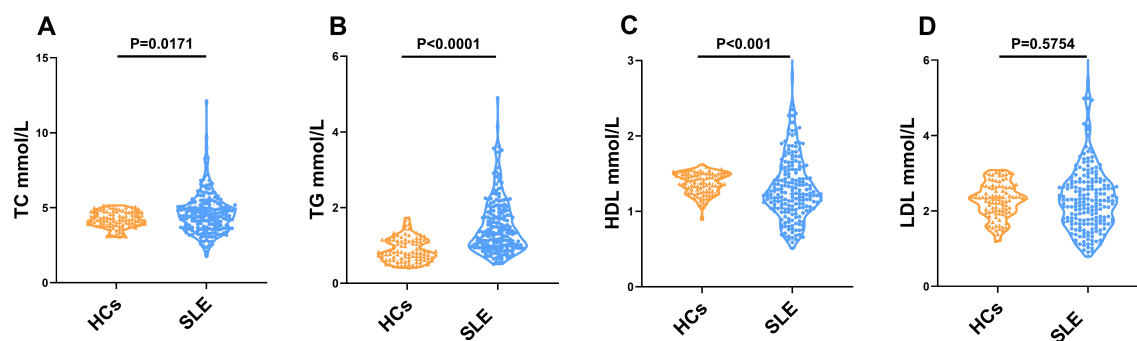 A
P=0.0171
TC mmol/L
15
10
5
0
HCs
SLE
B
P<0.0001
TG mmol/L
6
4
2
0
HCs
SLE
C
P<0.001
HDL mmol/L
3
2
1
0
HCs
SLE
D
P=0.5754
LDL mmol/L
6
4
2
0
HCs
SLE